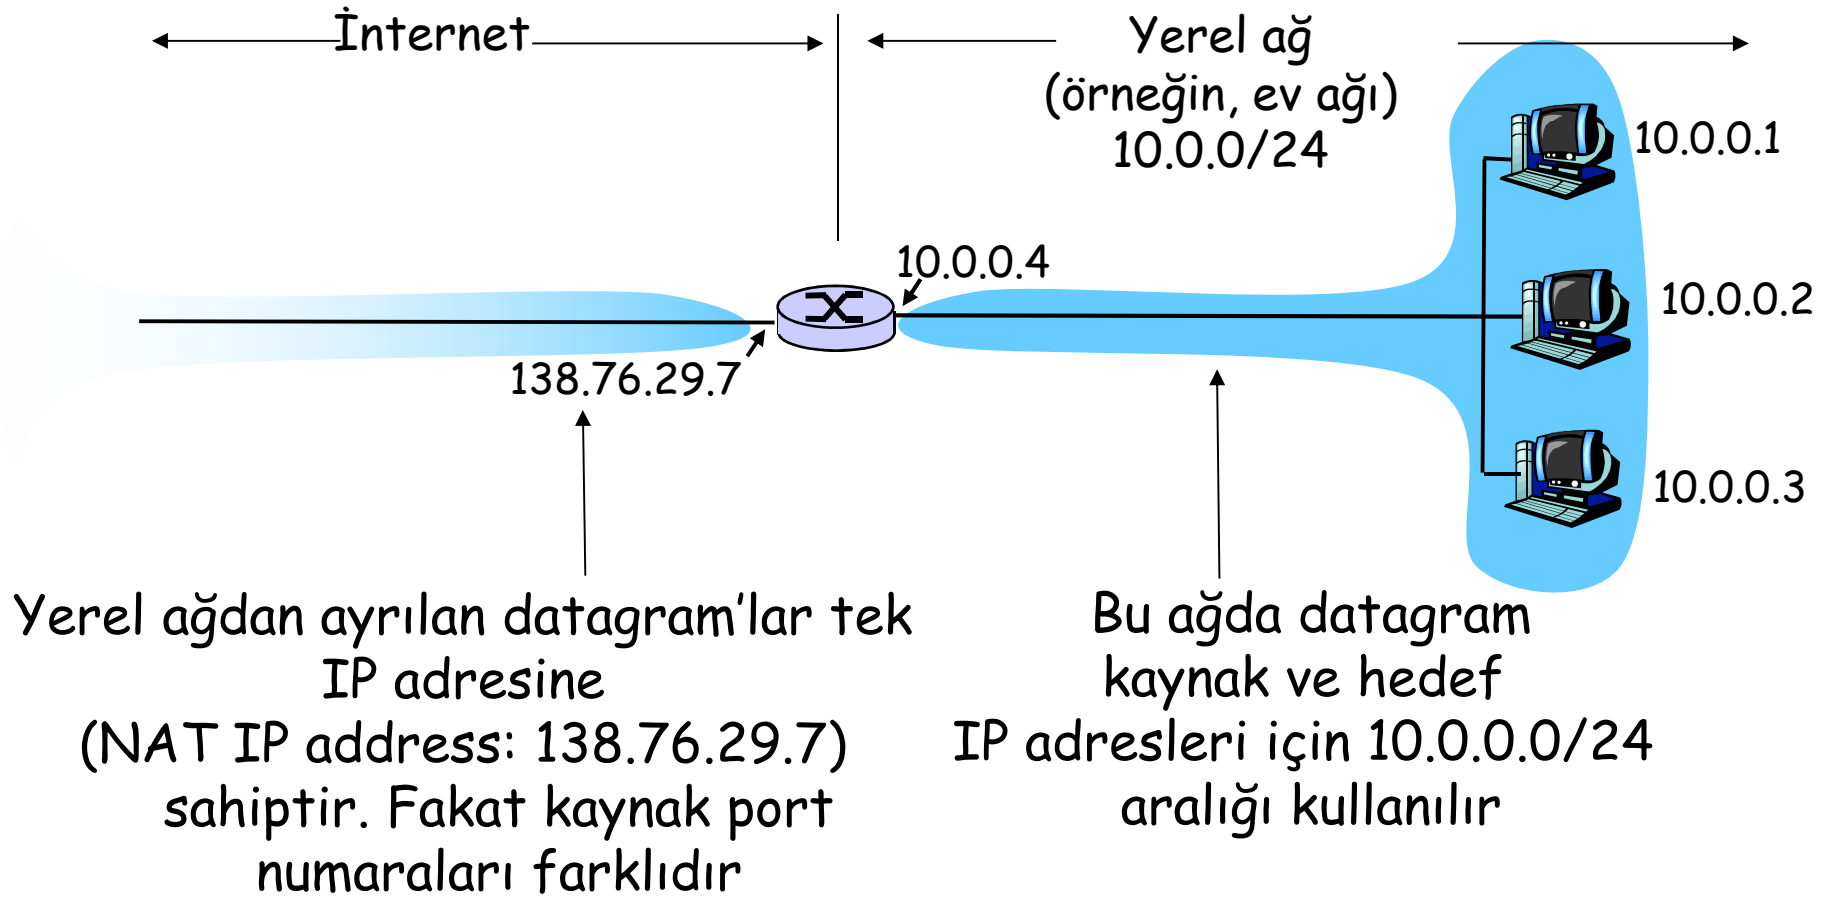 İnternet
Yerel ağ
(örneğin, ev ağı)
10.0.0/24
10.0.0.1
10.0.0.4
10.0.0.2
138.76.29.7
10.0.0.3
Yerel ağdan ayrılan datagram’lar tek
IP adresine
(NAT IP address: 138.76.29.7)
sahiptir. Fakat kaynak port
numaraları farklıdır
Bu ağda datagram
kaynak ve hedef
IP adresleri için 10.0.0.0/24
aralığı kullanılır